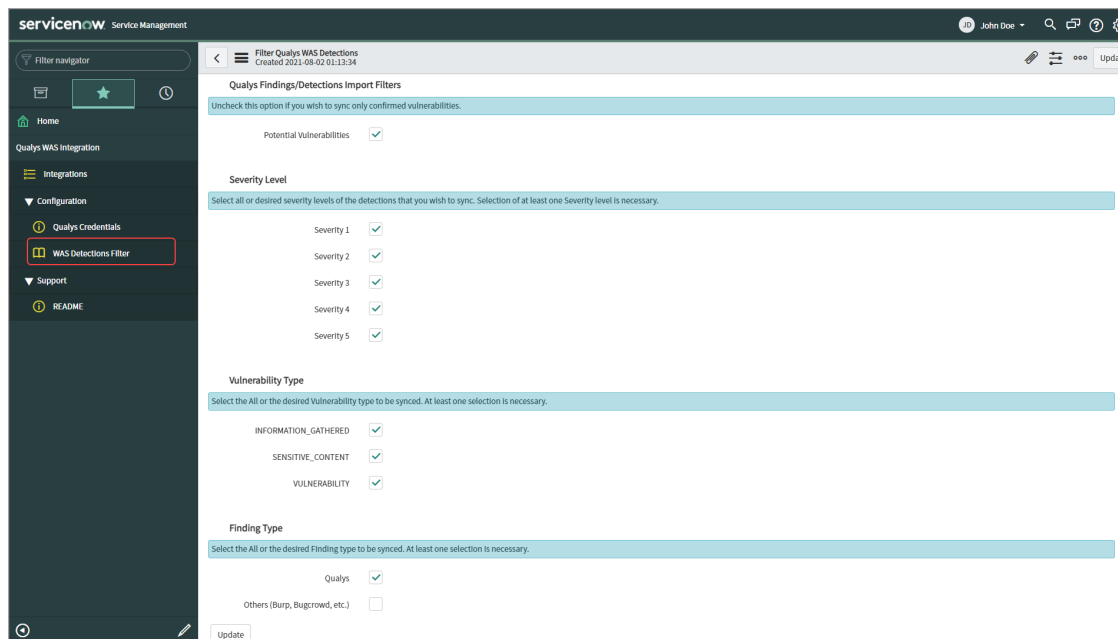 servicenow Service Management
JD John Doe
Filter navigator
Filter Qualys WAS Detections
Created 2021-08-02 01:13:34
Home
Qualys WAS Integration
Integrations
Configuration
Qualys Credentials
WAS Detections Filter
Support
README
Qualys Findings/Detections Import Filters
Uncheck this option if you wish to sync only confirmed vulnerabilities.
Potential Vulnerabilities
Severity Level
Select all or desired severity levels of the detections that you wish to sync. Selection of at least one Severity level is necessary.
Severity 1
Severity 2
Severity 3
Severity 4
Severity 5
Vulnerability Type
Select the All or the desired Vulnerability type to be synced. At least one selection is necessary.
INFORMATION_GATHERED
SENSITIVE_CONTENT
VULNERABILITY
Finding Type
Select the All or the desired Finding type to be synced. At least one selection is necessary.
Qualys
Others (Burp, Bugcrowd, etc.)
Update